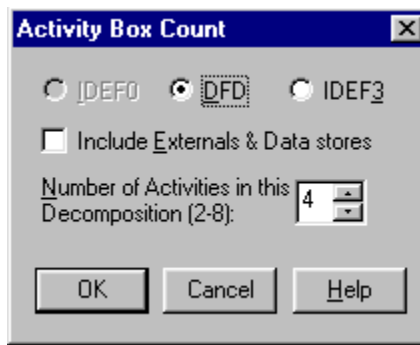 Activity Box Count
IDEF0 DFD IDEF3
Include Externals & Data stores
Number of Activities in this
Decomposition (2-8):
4
OK Cancel Help